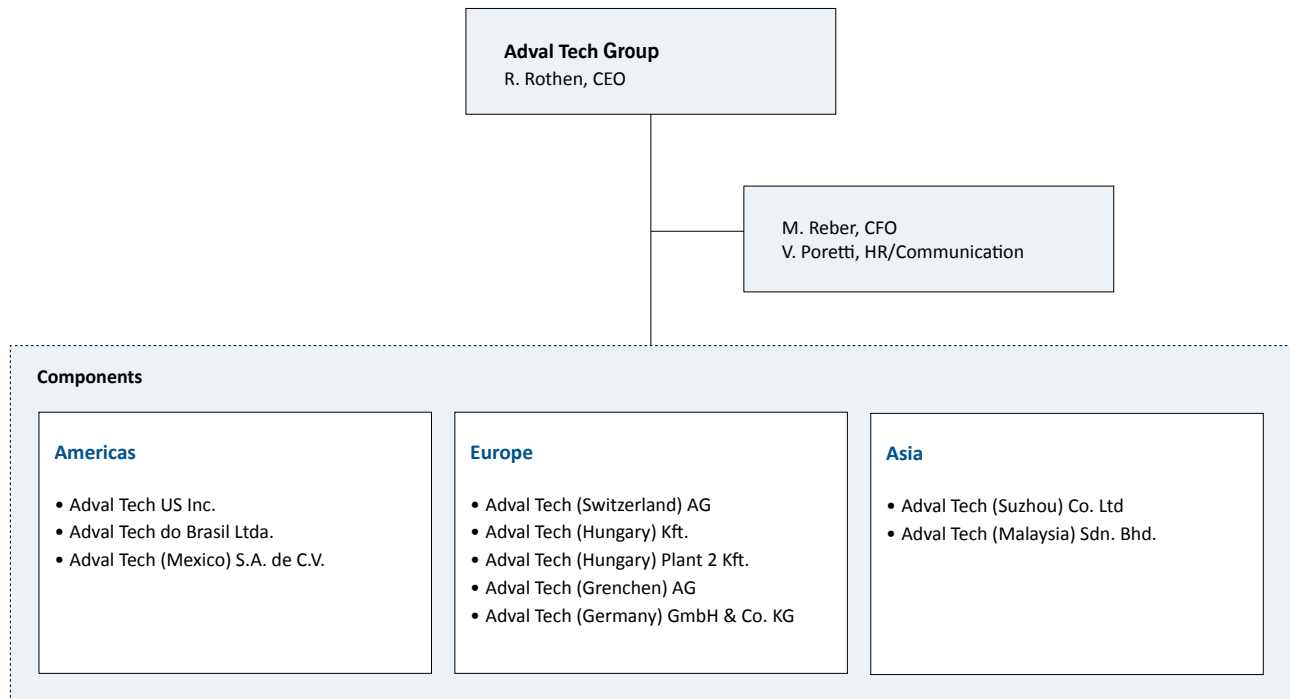 Adval Tech Group
R. Rothen, CEO
M. Reber, CFO
V. Poretti, HR/Communication
Components
Americas
• Adval Tech US Inc.
• Adval Tech do Brasil Ltda.
• Adval Tech (Mexico) S.A. de C.V.
Europe
• Adval Tech (Switzerland) AG
• Adval Tech (Hungary) Kft.
• Adval Tech (Hungary) Plant 2 Kft.
• Adval Tech (Grenchen) AG
• Adval Tech (Germany) GmbH & Co. KG
Asia
• Adval Tech (Suzhou) Co. Ltd
• Adval Tech (Malaysia) Sdn. Bhd.